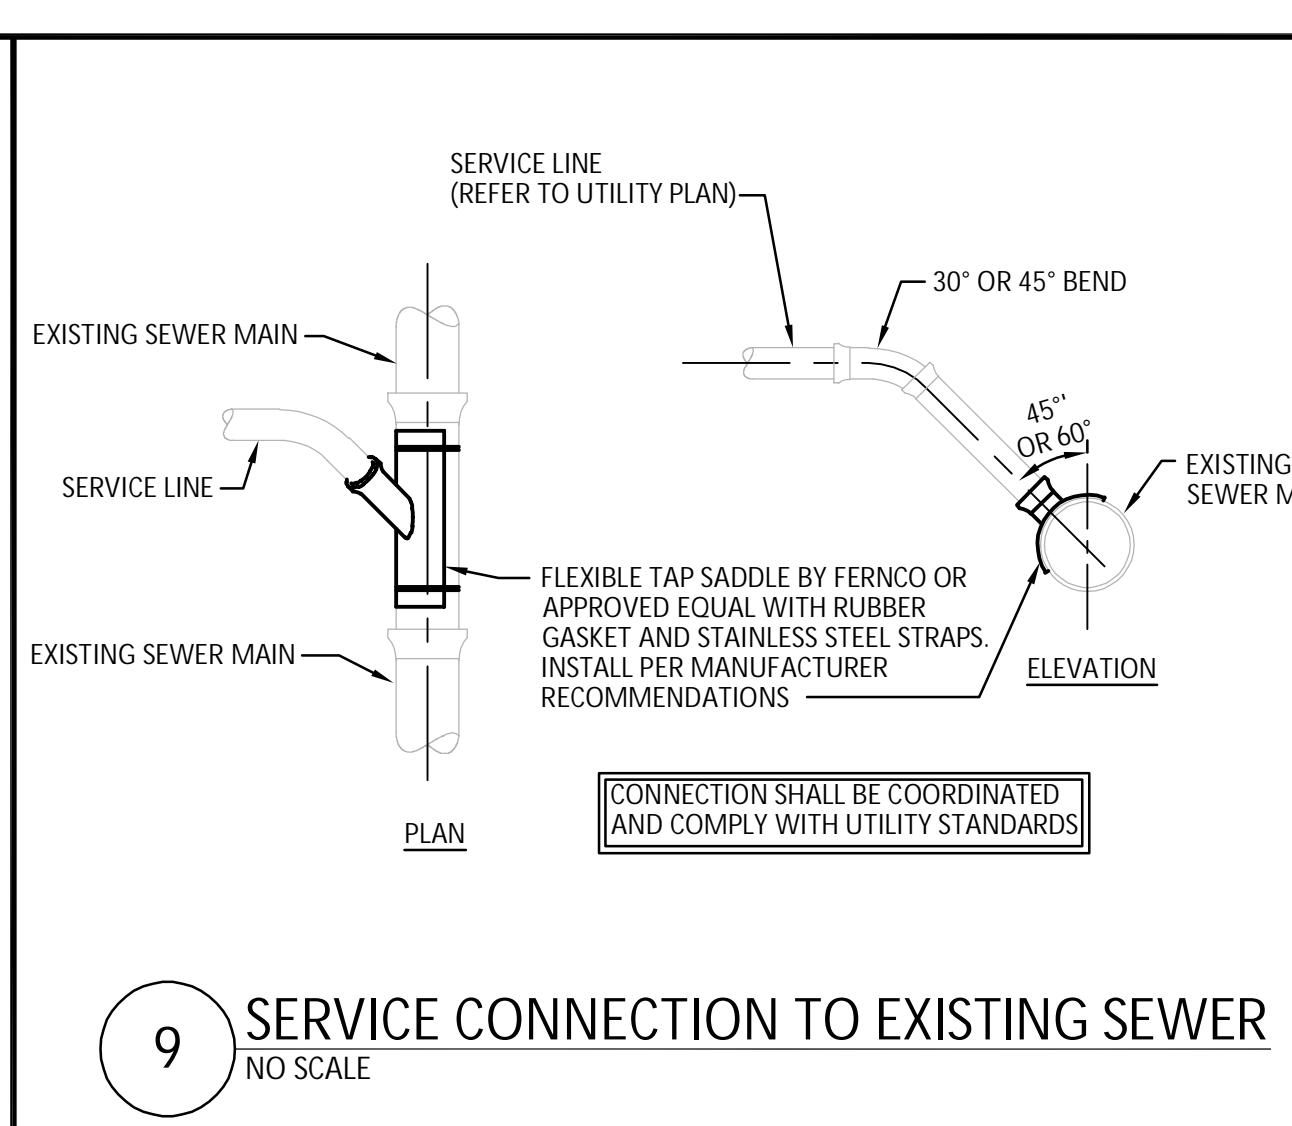 SERVICE LINE
(REFER TO UTILITY PLAN)
30° OR 45° BEND
EXISTING SEWER MAIN
45°'
OR 60°
EXISTING
SEWER M
SERVICE LINE
FLEXIBLE TAP SADDLE BY FERNCO OR
APPROVED EQUAL WITH RUBBER
GASKET AND STAINLESS STEEL STRAPS.
INSTALL PER MANUFACTURER
RECOMMENDATIONS
EXISTING SEWER MAIN
ELEVATION
CONNECTION SHALL BE COORDINATED
AND COMPLY WITH UTILITY STANDARDS
PLAN
9
SERVICE CONNECTION TO EXISTING SEWER
NO SCALE